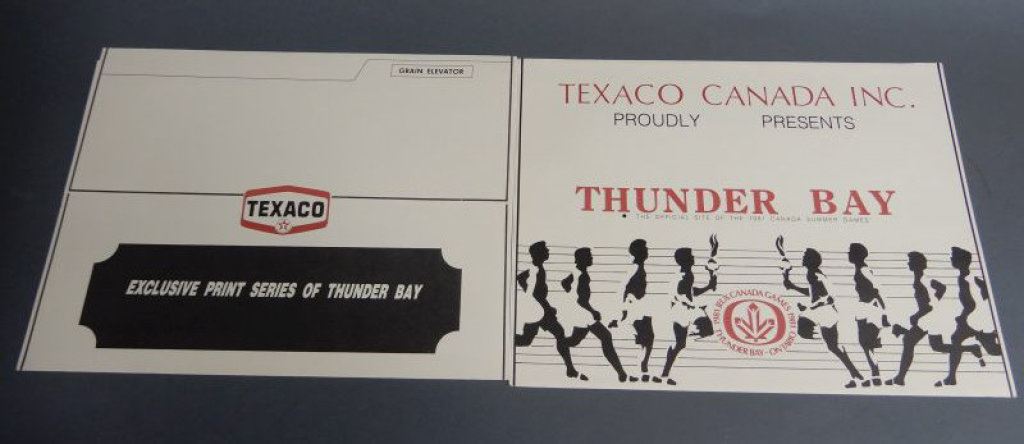 GRAIN ELEVATOR
TEXACO
EXCLUSIVE PRINT SERIES OF THUNDER BAY
TEXACO CANADA INC.
PROUDLY PRESENTS
THUNDER BAY
THE OFFICIAL SITE OF THE 1981 CANADA SUMMER GAMES
1981 JEUX CANADA GAMES 1981
THUNDER BAY - ONTARIO